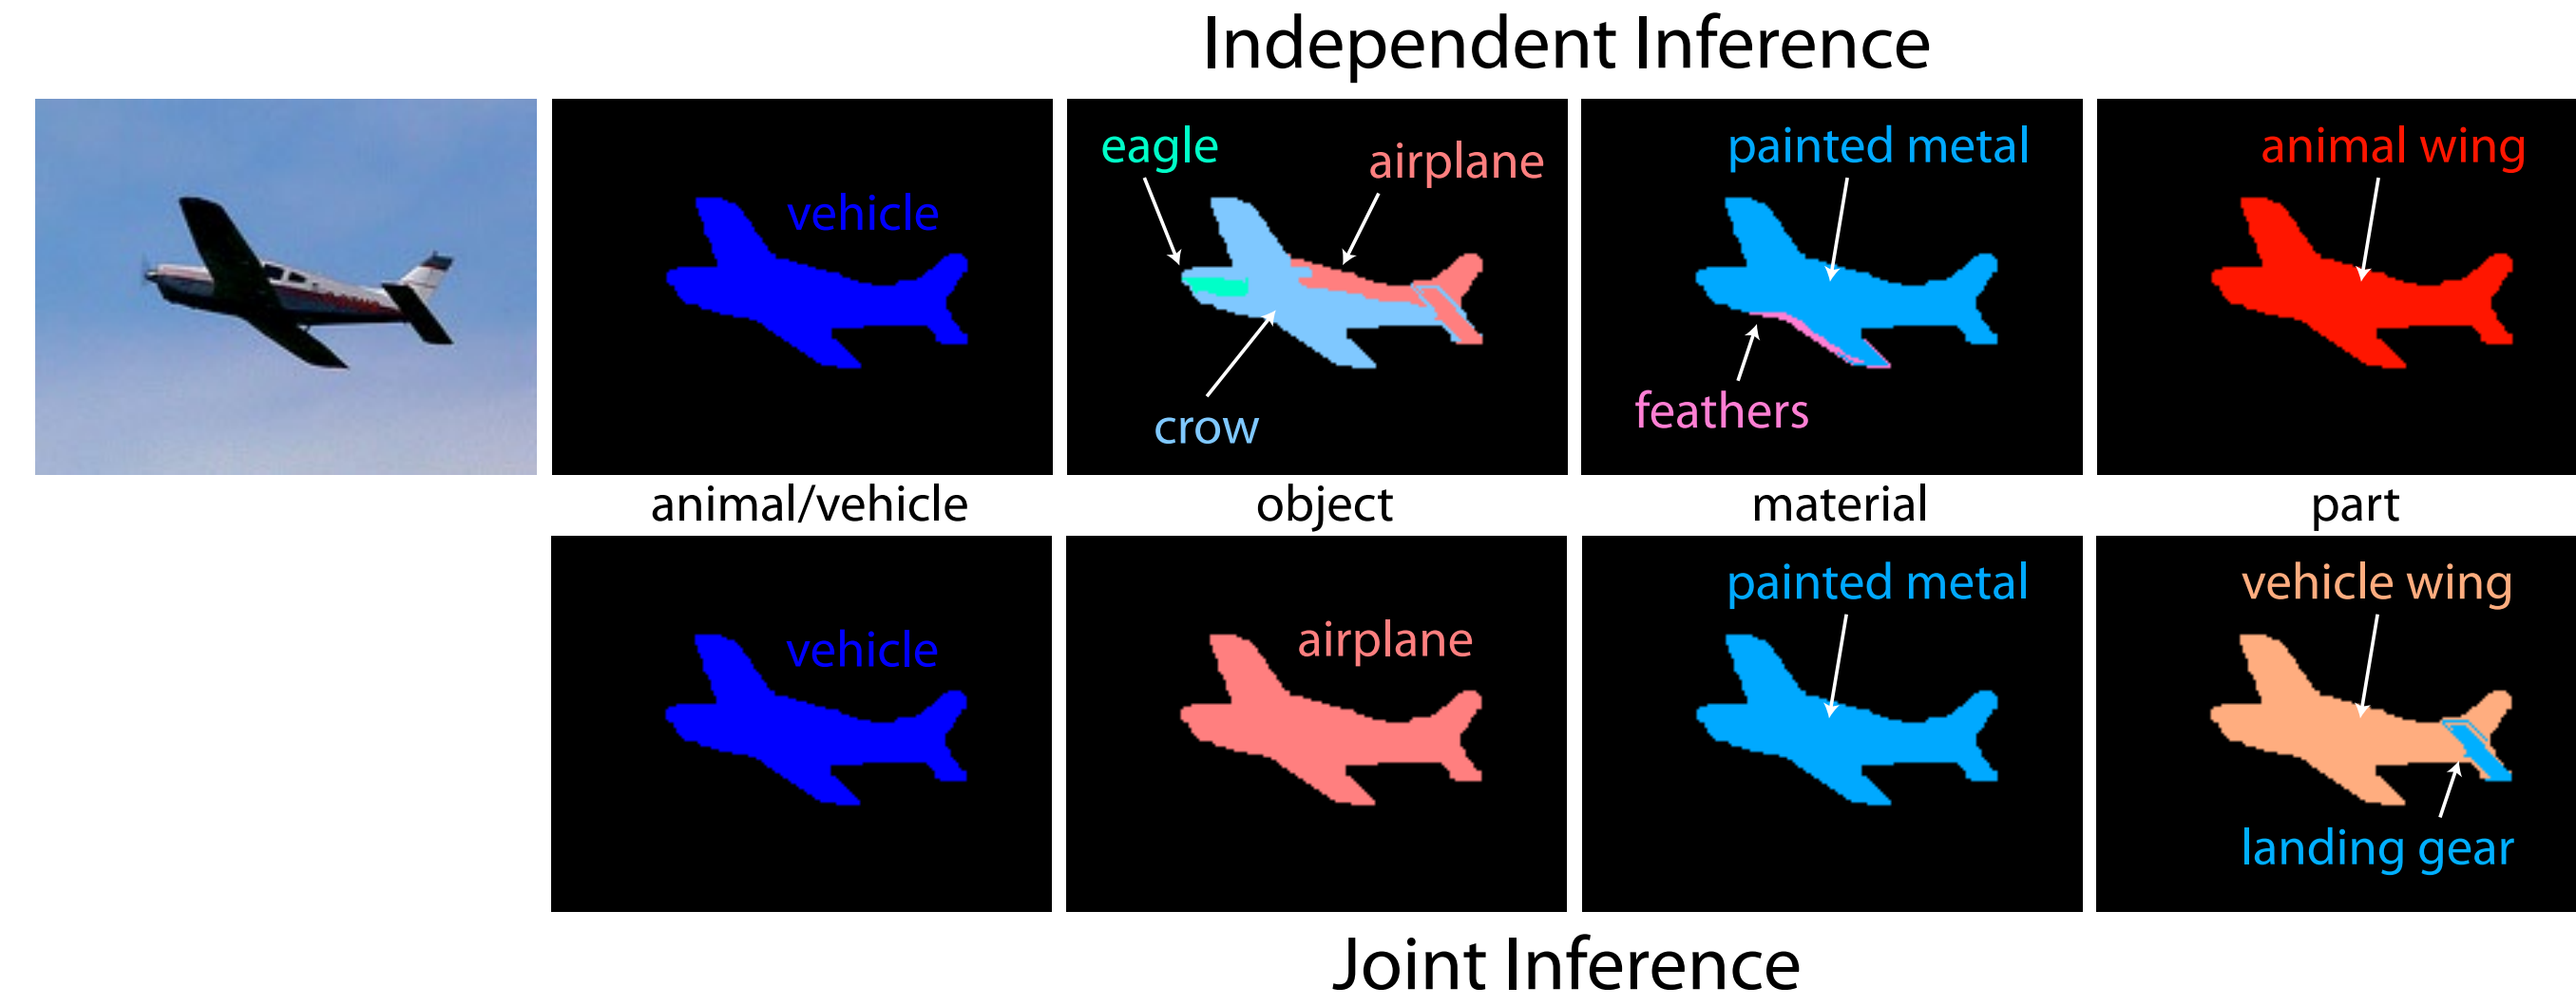 Independent Inference
vehicle
eagle
airplane
crow
painted metal
feathers
animal wing
animal/vehicle
object
material
part
vehicle
airplane
painted metal
vehicle wing
landing gear
Joint Inference